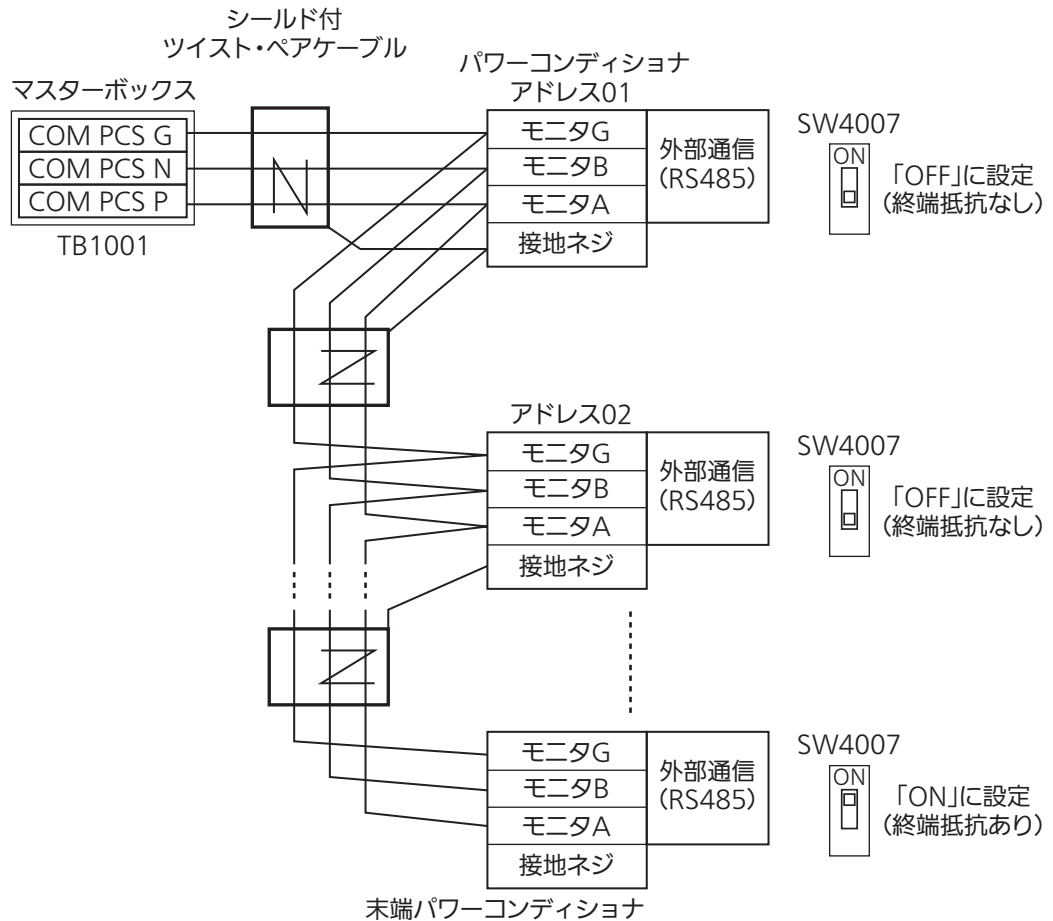 シールド付
ツイスト・ペアケーブル
マスターボックス
COM PCS G
COM PCS N
COM PCS P
TB1001
パワーコンディショナ
アドレス01
モニタG
モニタB
モニタA
接地ネジ
外部通信
(RS485)
SW4007
ON
「OFF」に設定
(終端抵抗なし)
アドレス02
モニタG
モニタB
モニタA
接地ネジ
外部通信
(RS485)
SW4007
ON
「OFF」に設定
(終端抵抗なし)
モニタG
モニタB
モニタA
接地ネジ
外部通信
(RS485)
SW4007
ON
「ON」に設定
(終端抵抗あり)
末端パワーコンディショナ